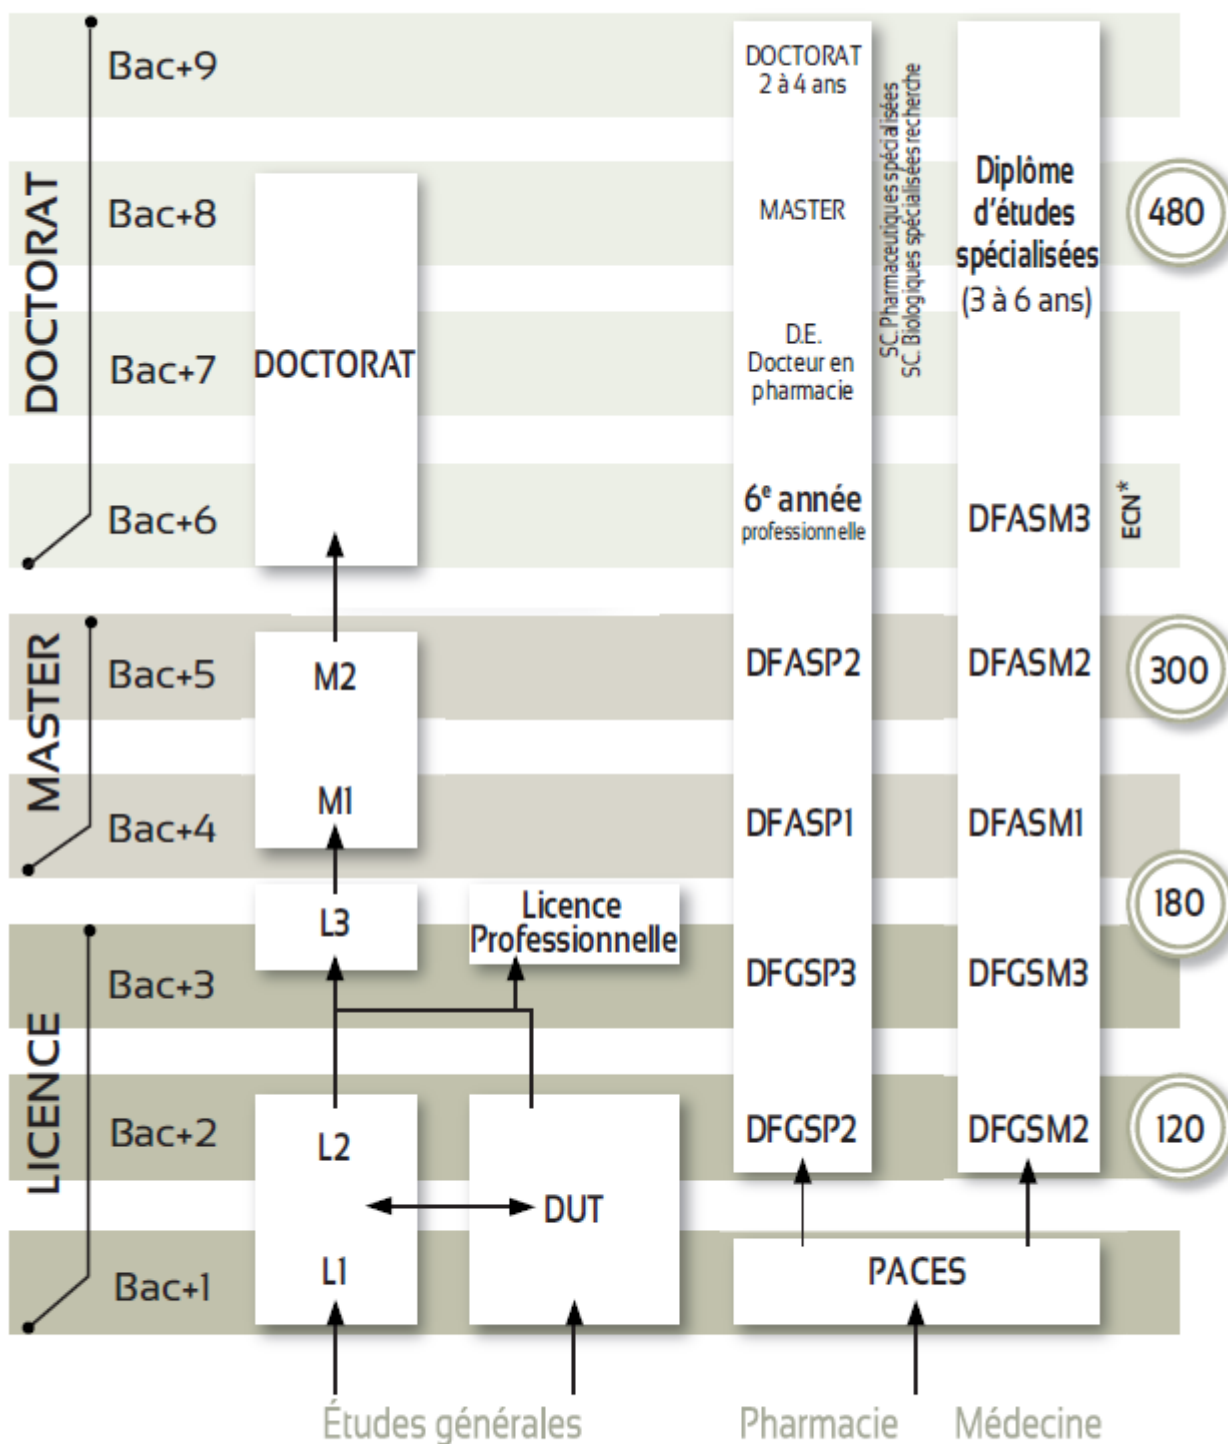 DOCTORAT
Bac+9
DOCTORAT
2 à 4 ans
SC. Pharmaceutiques spécialisées
SC. Biologiques spécialisées recherche
Bac+8
MASTER
Diplôme
d'études
spécialisées
(3 à 6 ans)
480
Bac+7
DOCTORAT
D.E.
Docteur en
pharmacie
Bac+6
6e année
professionnelle
DFASM3
ECN*
MASTER
Bac+5
M2
DFASP2
DFASM2
300
Bac+4
M1
DFASP1
DFASM1
180
LICENCE
L3
Licence
Professionnelle
Bac+3
DFGSP3
DFGSM3
Bac+2
L2
DFGSP2
DFGSM2
120
DUT
Bac+1
L1
PACES
Études générales
Pharmacie
Médecine